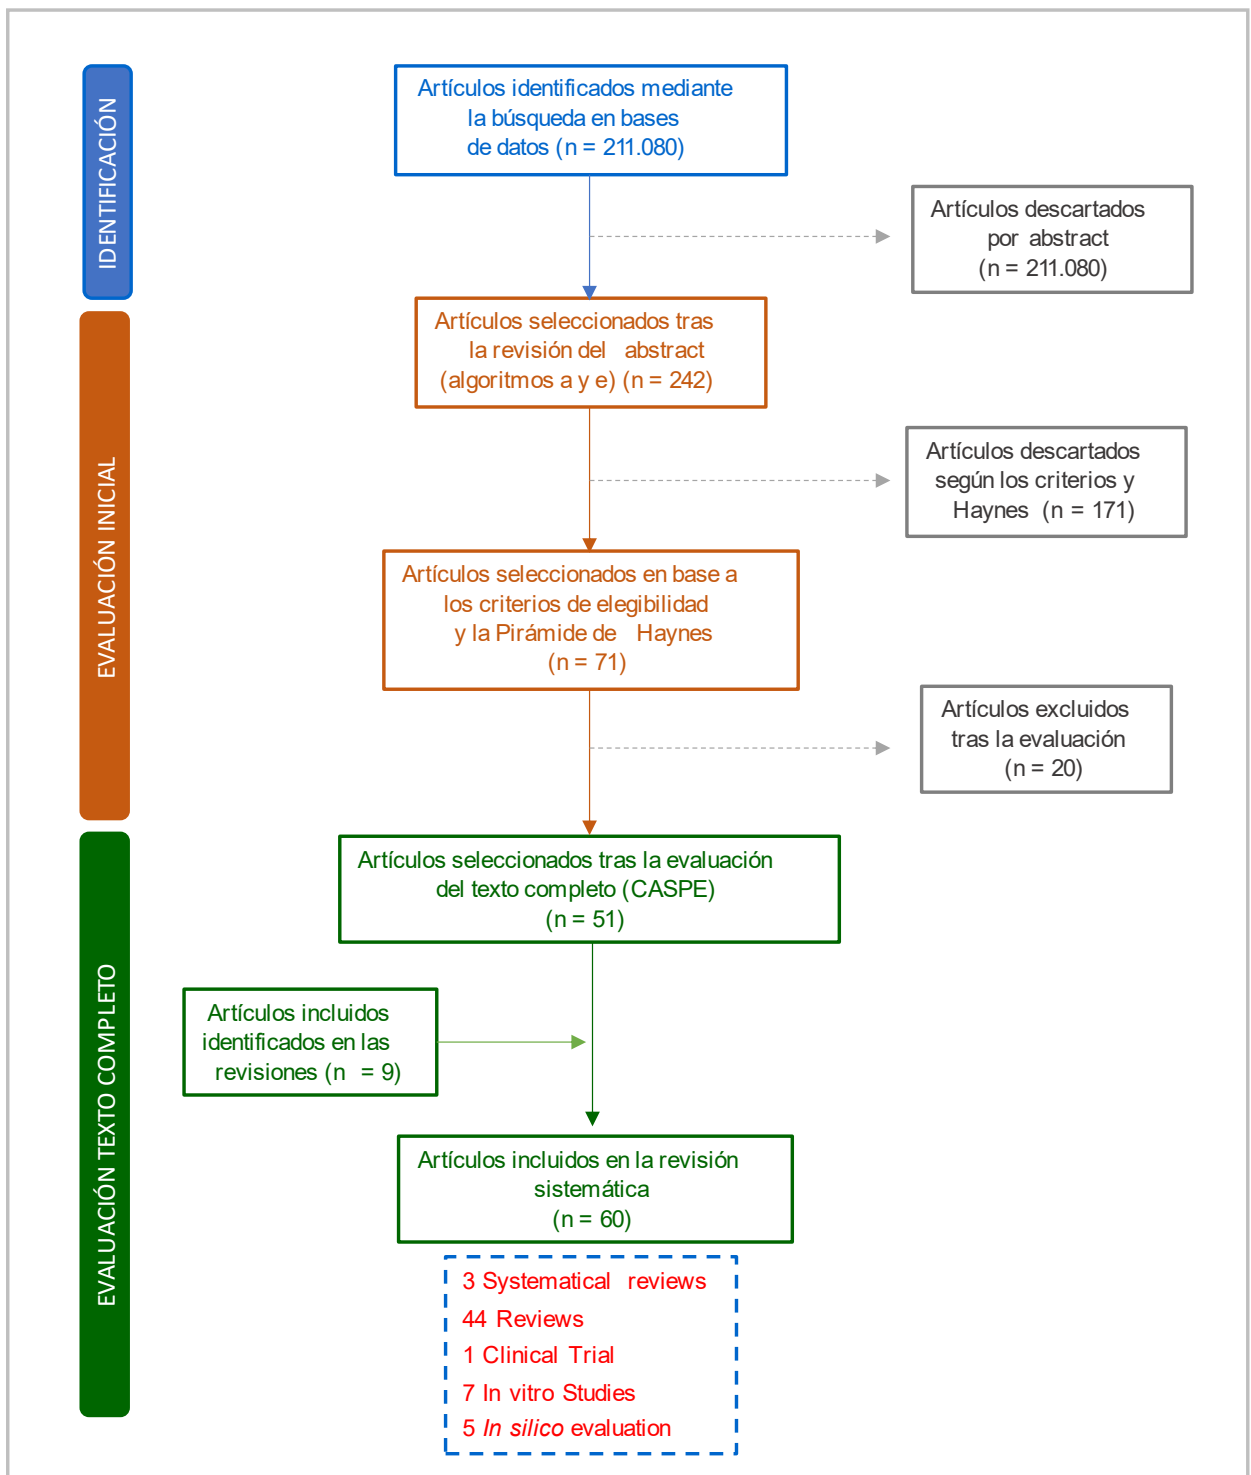 IDENTIFICACIÓN
Artículos identificados mediante
la búsqueda en bases
de datos (n = 211.080)
Artículos descartados
por abstract
(n = 211.080)
EVALUACIÓN INICIAL
Artículos seleccionados tras
la revisión del abstract
(algoritmos a y e) (n = 242)
Artículos descartados
según los criterios y
Haynes (n = 171)
Artículos seleccionados en base a
los criterios de elegibilidad
y la Pirámide de Haynes
(n = 71)
Artículos excluidos
tras la evaluación
(n = 20)
EVALUACIÓN TEXTO COMPLETO
Artículos seleccionados tras la evaluación
del texto completo (CASPE)
(n = 51)
Artículos incluidos
identificados en las
revisiones (n = 9)
Artículos incluidos en la revisión
sistemática
(n = 60)
3 Systematical reviews
44 Reviews
1 Clinical Trial
7 In vitro Studies
5 In silico evaluation